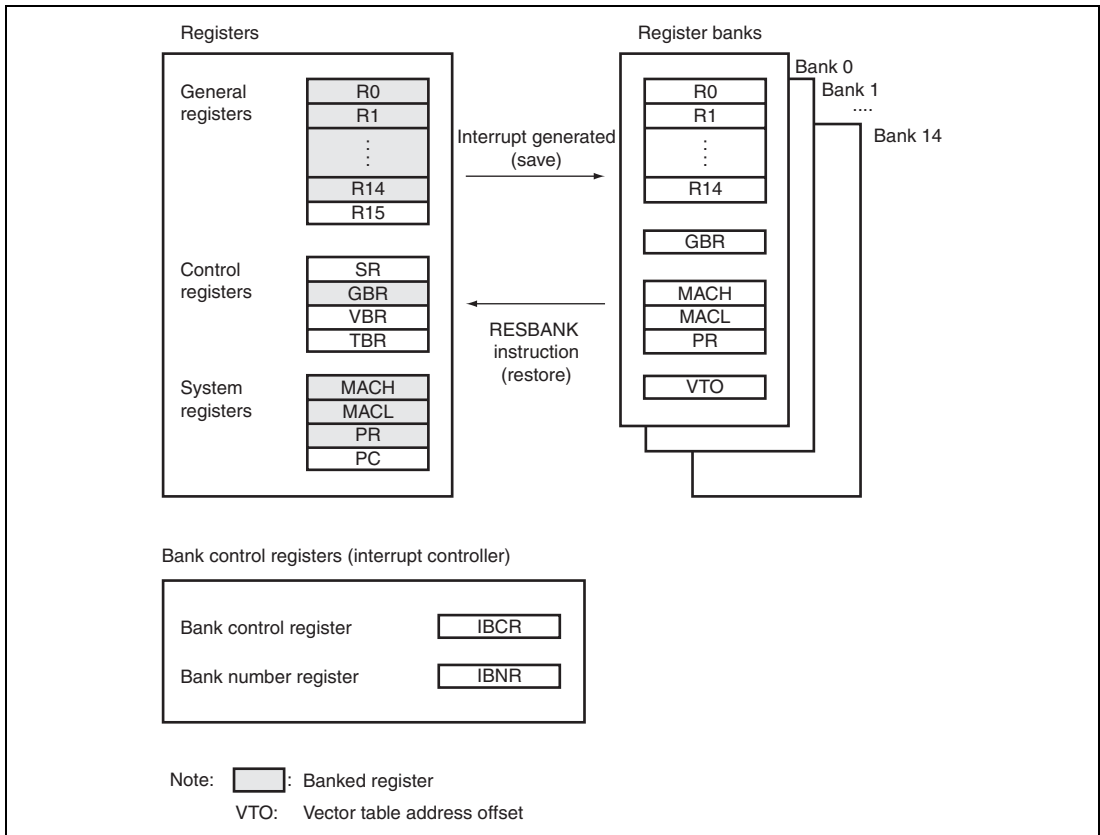 Registers
General
registers
R0
R1
⋮
R14
R15
Control
registers
SR
GBR
VBR
TBR
System
registers
MACH
MACL
PR
PC
Interrupt generated
(save)
RESBANK
instruction
(restore)
Register banks
Bank 0
Bank 1
....
Bank 14
R0
R1
⋮
R14
GBR
MACH
MACL
PR
VTO
Bank control registers (interrupt controller)
Bank control register IBCR
Bank number register IBNR
Note: : Banked register
VTO: Vector table address offset